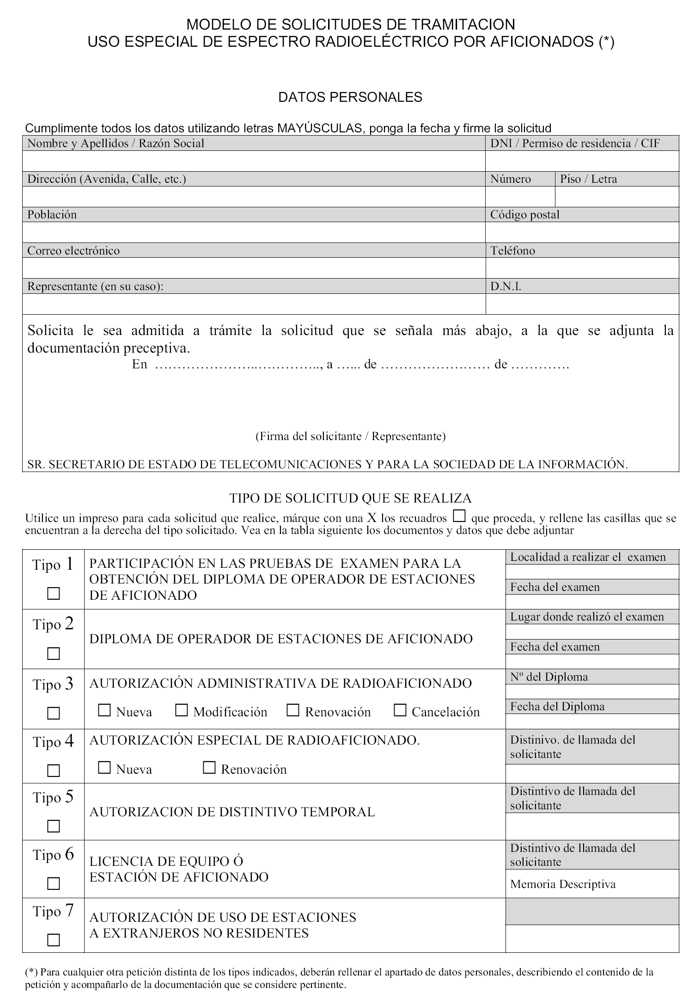 MODELO DE SOLICITUDES DE TRAMITACION
USO ESPECIAL DE ESPECTRO RADIOELÉCTRICO POR AFICIONADOS (*)
DATOS PERSONALES
Cumplimente todos los datos utilizando letras MAYÚSCULAS, ponga la fecha y firme la solicitud
Nombre y Apellidos / Razón Social
DNI / Permiso de residencia / CIF
Dirección (Avenida, Calle, etc.)
Número
Piso / Letra
Población
Código postal
Correo electrónico
Teléfono
Representante (en su caso):
D.N.I.
Solicita le sea admitida a trámite la solicitud que se señala más abajo, a la que se adjunta la
documentación preceptiva.
En …………………..………….., a …... de …………………… de ………….
(Firma del solicitante / Representante)
SR. SECRETARIO DE ESTADO DE TELECOMUNICACIONES Y PARA LA SOCIEDAD DE LA INFORMACIÓN.
TIPO DE SOLICITUD QUE SE REALIZA
Utilice un impreso para cada solicitud que realice, márque con una X los recuadros ☐ que proceda, y rellene las casillas que se
encuentran a la derecha del tipo solicitado. Vea en la tabla siguiente los documentos y datos que debe adjuntar
Tipo 1
☐
PARTICIPACIÓN EN LAS PRUEBAS DE EXAMEN PARA LA
OBTENCIÓN DEL DIPLOMA DE OPERADOR DE ESTACIONES
DE AFICIONADO
Localidad a realizar el examen
Fecha del examen
Tipo 2
☐
DIPLOMA DE OPERADOR DE ESTACIONES DE AFICIONADO
Lugar donde realizó el examen
Fecha del examen
Tipo 3
☐
AUTORIZACIÓN ADMINISTRATIVA DE RADIOAFICIONADO
☐ Nueva ☐ Modificación ☐ Renovación ☐ Cancelación
Nº del Diploma
Fecha del Diploma
Tipo 4
☐
AUTORIZACIÓN ESPECIAL DE RADIOAFICIONADO.
☐ Nueva ☐ Renovación
Distinivo. de llamada del
solicitante
Tipo 5
☐
AUTORIZACION DE DISTINTIVO TEMPORAL
Distintivo de llamada del
solicitante
Tipo 6
☐
LICENCIA DE EQUIPO Ó
ESTACIÓN DE AFICIONADO
Distintivo de llamada del
solicitante
Memoria Descriptiva
Tipo 7
☐
AUTORIZACIÓN DE USO DE ESTACIONES
A EXTRANJEROS NO RESIDENTES
(*) Para cualquier otra petición distinta de los tipos indicados, deberán rellenar el apartado de datos personales, describiendo el contenido de la
petición y acompañarlo de la documentación que se considere pertinente.